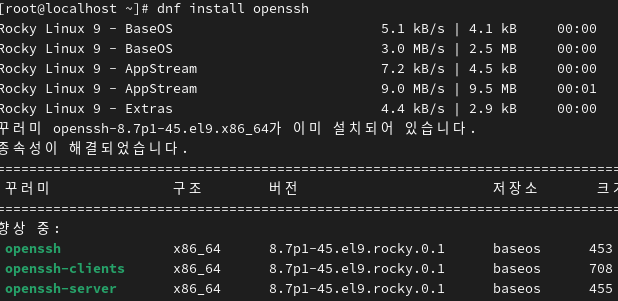 [root@localhost ~]# dnf install openssh
Rocky Linux 9 - BaseOS 5.1 kB/s | 4.1 kB 00:00
Rocky Linux 9 - BaseOS 3.0 MB/s | 2.5 MB 00:00
Rocky Linux 9 - AppStream 7.2 kB/s | 4.5 kB 00:00
Rocky Linux 9 - AppStream 9.0 MB/s | 9.5 MB 00:01
Rocky Linux 9 - Extras 4.4 kB/s | 2.9 kB 00:00
꾸러미 openssh-8.7p1-45.el9.x86_64가 이미 설치되어 있습니다.
종속성이 해결되었습니다.
================================================================================
꾸러미 구조 버전 저장소 크기
================================================================================
향상 중:
openssh x86_64 8.7p1-45.el9.rocky.0.1 baseos 453
openssh-clients x86_64 8.7p1-45.el9.rocky.0.1 baseos 708
openssh-server x86_64 8.7p1-45.el9.rocky.0.1 baseos 455